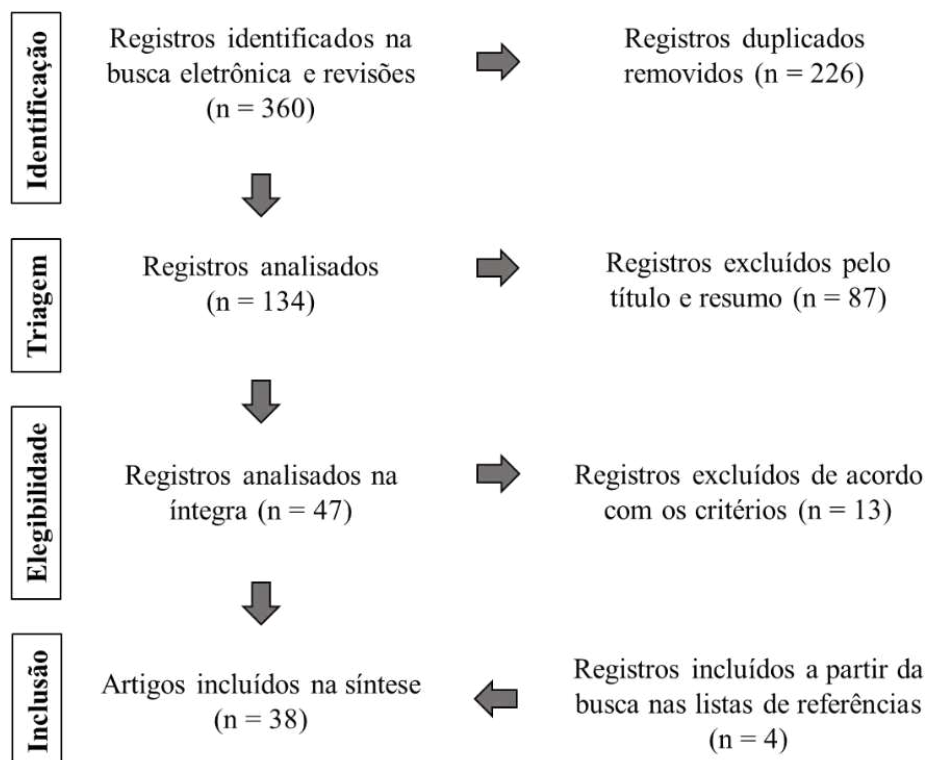 Identificação
Registros identificados na
busca eletrônica e revisões
(n = 360)
Registros duplicados
removidos (n = 226)
Triagem
Registros analisados
(n = 134)
Registros excluídos pelo
título e resumo (n = 87)
Elegibilidade
Registros analisados na
íntegra (n = 47)
Registros excluídos de acordo
com os critérios (n = 13)
Inclusão
Artigos incluídos na síntese
(n = 38)
Registros incluídos a partir da
busca nas listas de referências
(n = 4)